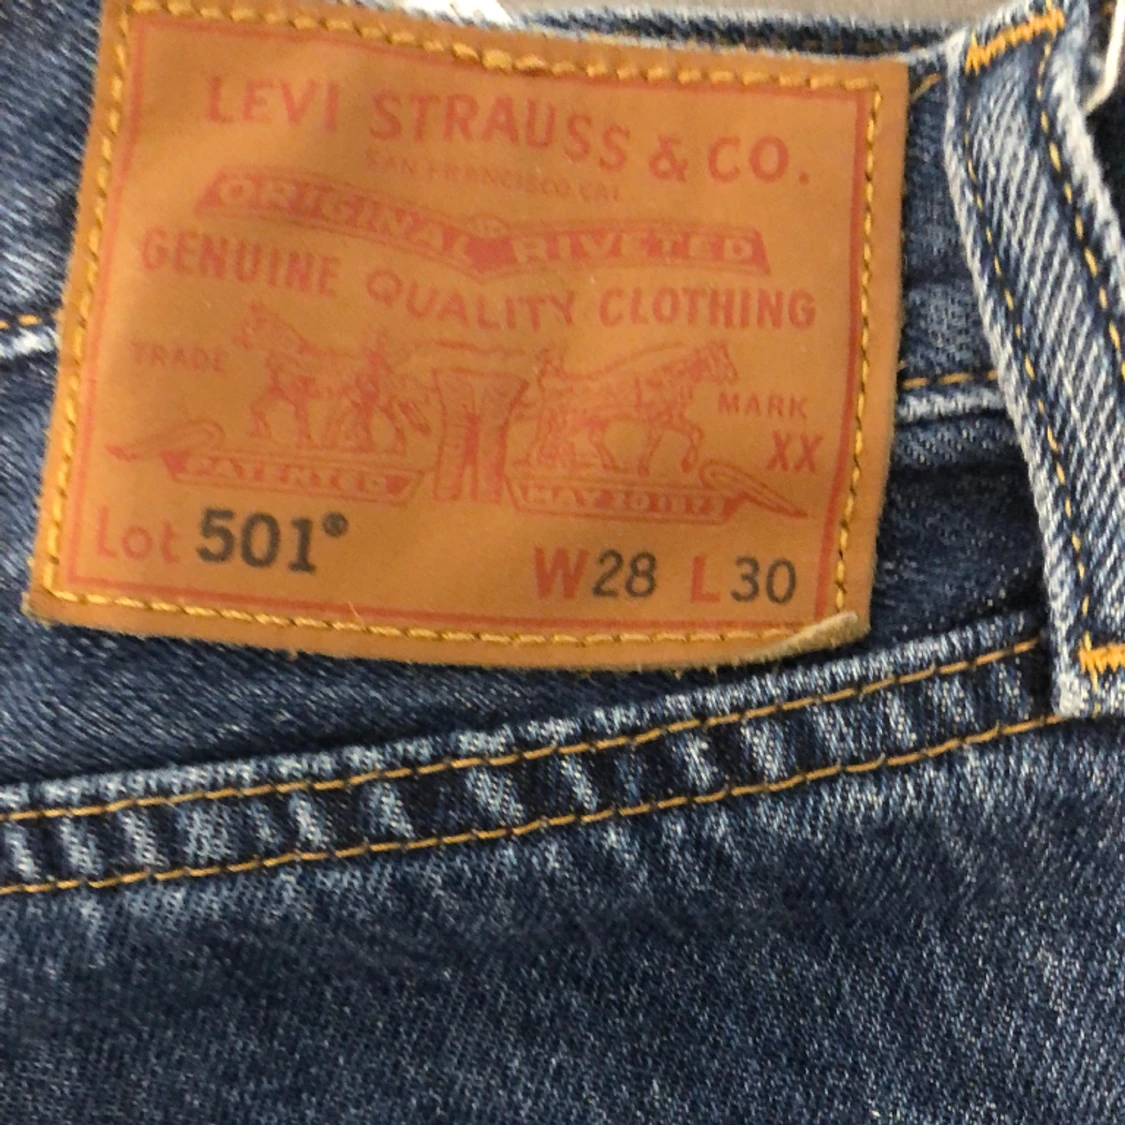 LEVI STRAUSS & CO.
SAN FRANCISCO CAL
ORIGINAL RIVETED
GENUINE QUALITY CLOTHING
TRADE MARK
XX
PATENTED MAY 20 1873
Lot 501® W28 L30